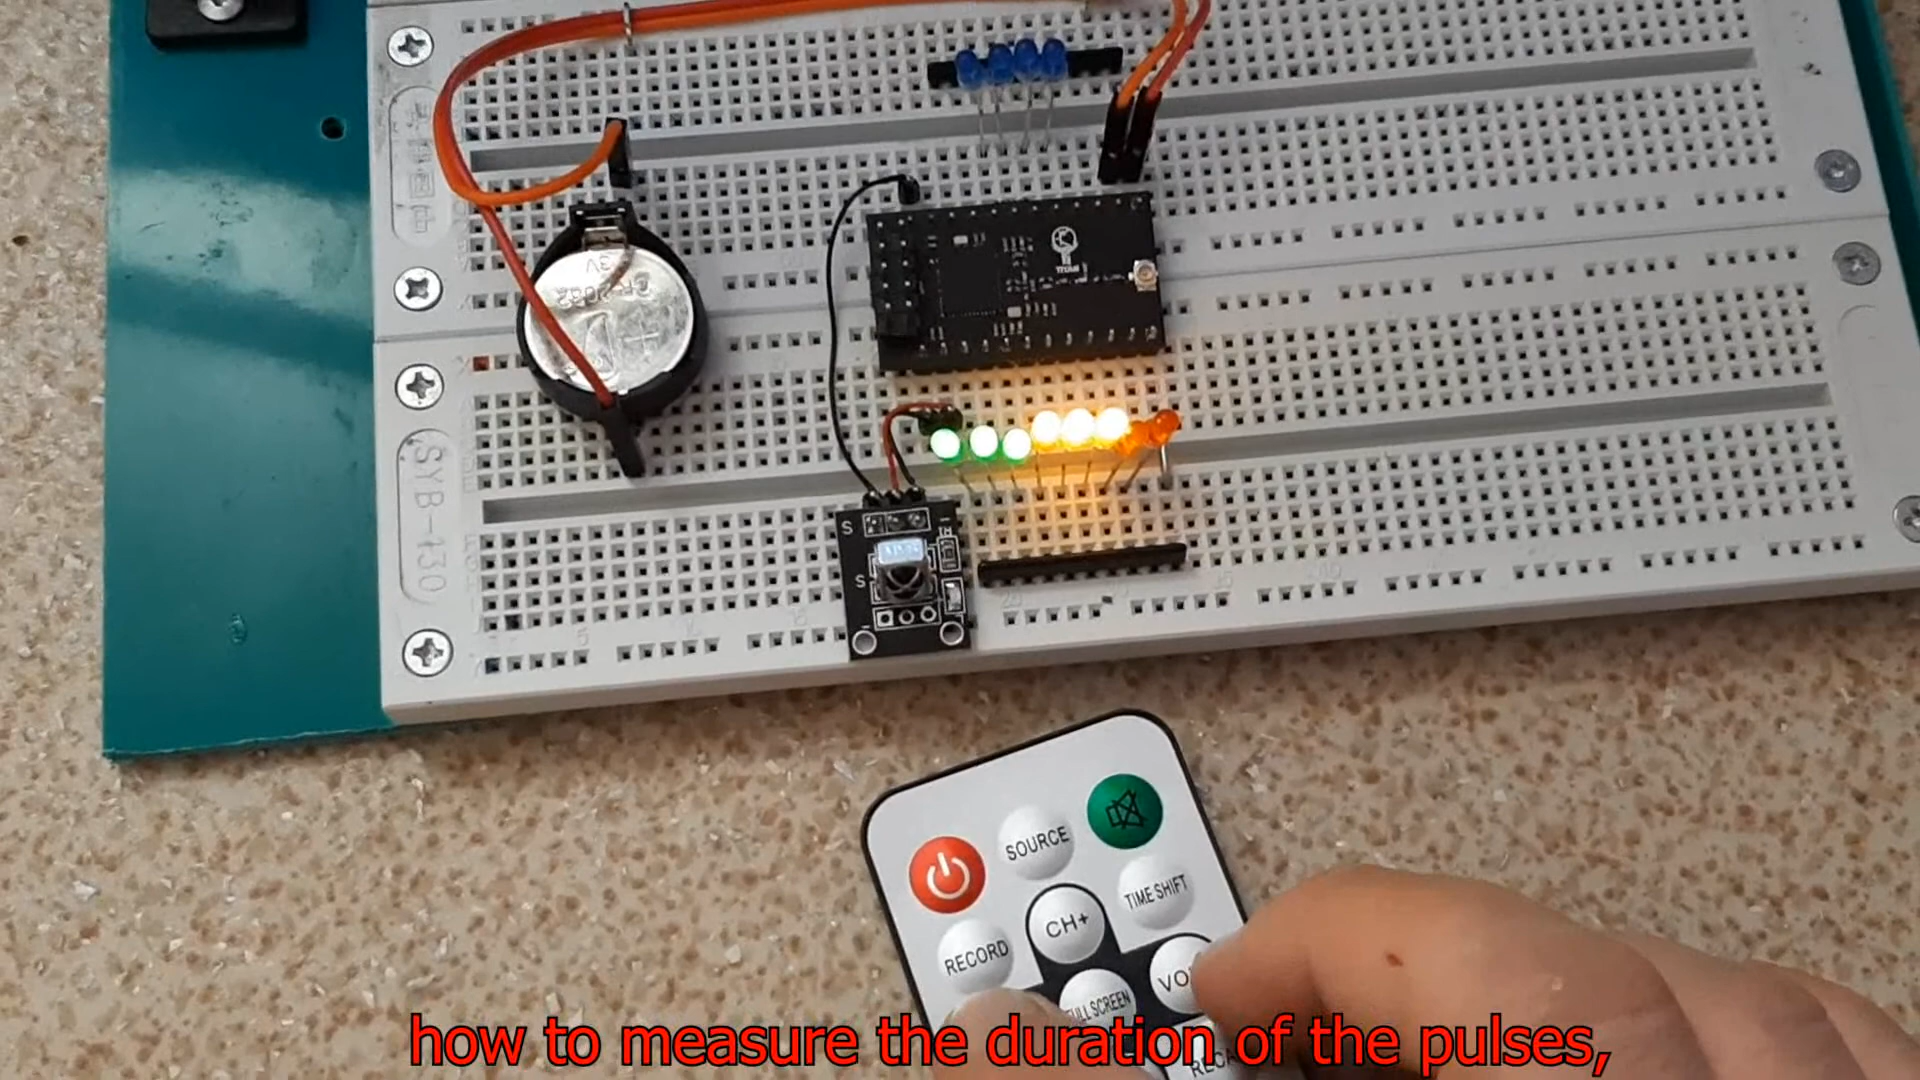 3V
CR2032
SYB-130
S
S
5
SOURCE
TIME SHIFT
CH+
RECORD
FULL SCREEN
how to measure the duration of the pulses,